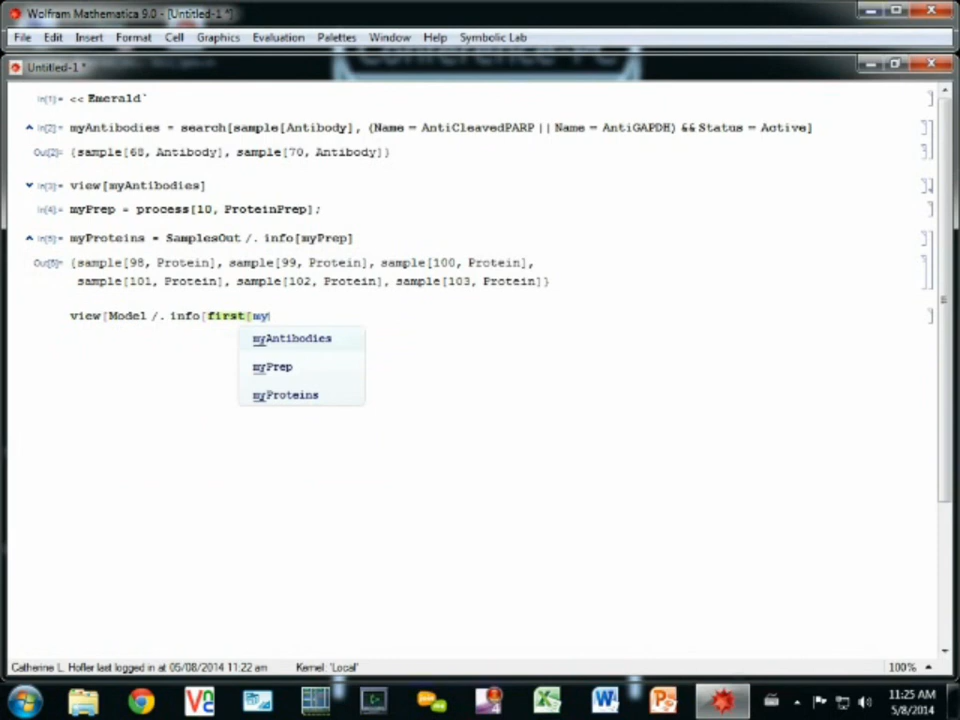 Wolfram Mathematica 9.0 - [Untitled-1 *]
File Edit Insert Format Cell Graphics Evaluation Palettes Window Help Symbolic Lab
Untitled-1 *
In[1]:= << Emerald`
In[2]:= myAntibodies = search[sample[Antibody], (Name = AntiCleavedPARP || Name = AntiGAPDH) && Status = Active]
Out[2]= {sample[68, Antibody], sample[70, Antibody]}
In[3]:= view[myAntibodies]
In[4]:= myPrep = process[10, ProteinPrep];
In[5]:= myProteins = SamplesOut /. info[myPrep]
Out[5]= {sample[98, Protein], sample[99, Protein], sample[100, Protein],
sample[101, Protein], sample[102, Protein], sample[103, Protein]}
view[Model /. info[first[my
myAntibodies
myPrep
myProteins
Catherine L. Hofler last logged in at 05/08/2014 11:22 am Kernel: 'Local' 100%
11:25 AM
5/8/2014